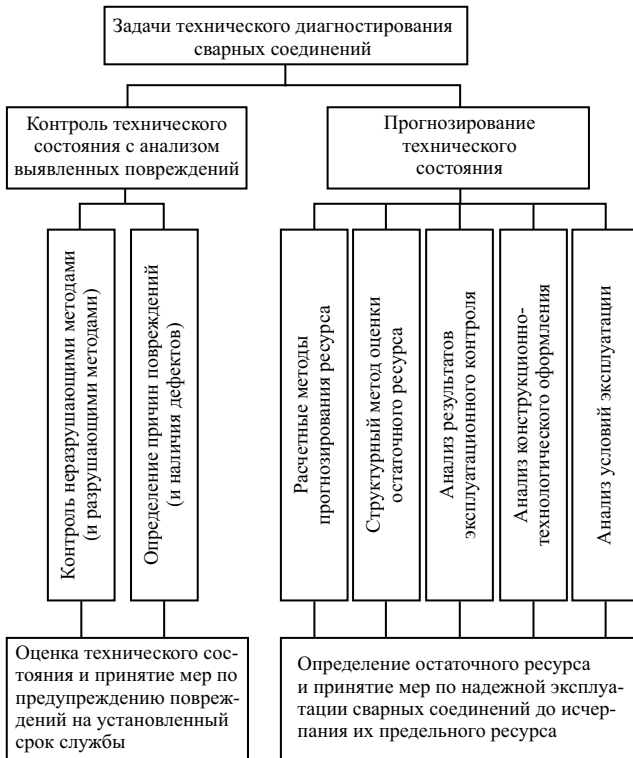 Задачи технического диагностирования
сварных соединений
Контроль технического
состояния с анализом
выявленных повреждений
Прогнозирование
технического
состояния
Контроль неразрушающими методами
(и разрушающими методами)
Определение причин повреждений
(и наличия дефектов)
Расчетные методы
прогнозирования ресурса
Структурный метод оценки
остаточного ресурса
Анализ результатов
эксплуатационного контроля
Анализ конструкционно-
технологического оформления
Анализ условий эксплуатации
Оценка технического сос-
тояния и принятие мер по
предупреждению повреж-
дений на установленный
срок службы
Определение остаточного ресурса
и принятие мер по надежной эксплуа-
тации сварных соединений до исчер-
пания их предельного ресурса